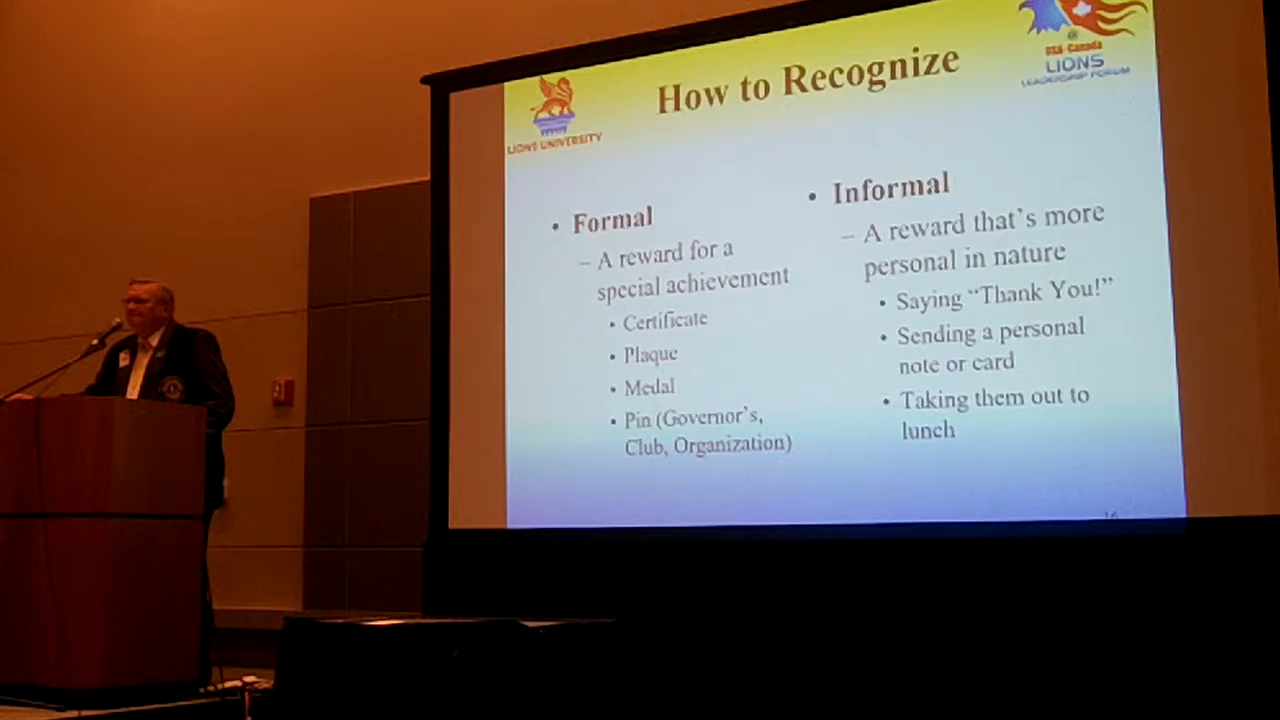 How to Recognize
LIONS UNIVERSITY
@
USA-Canada
LIONS
LEADERSHIP FORUM
• Formal
– A reward for a
special achievement
• Certificate
• Plaque
• Medal
• Pin (Governor's,
Club, Organization)
• Informal
– A reward that's more
personal in nature
• Saying “Thank You!”
• Sending a personal
note or card
• Taking them out to
lunch
16